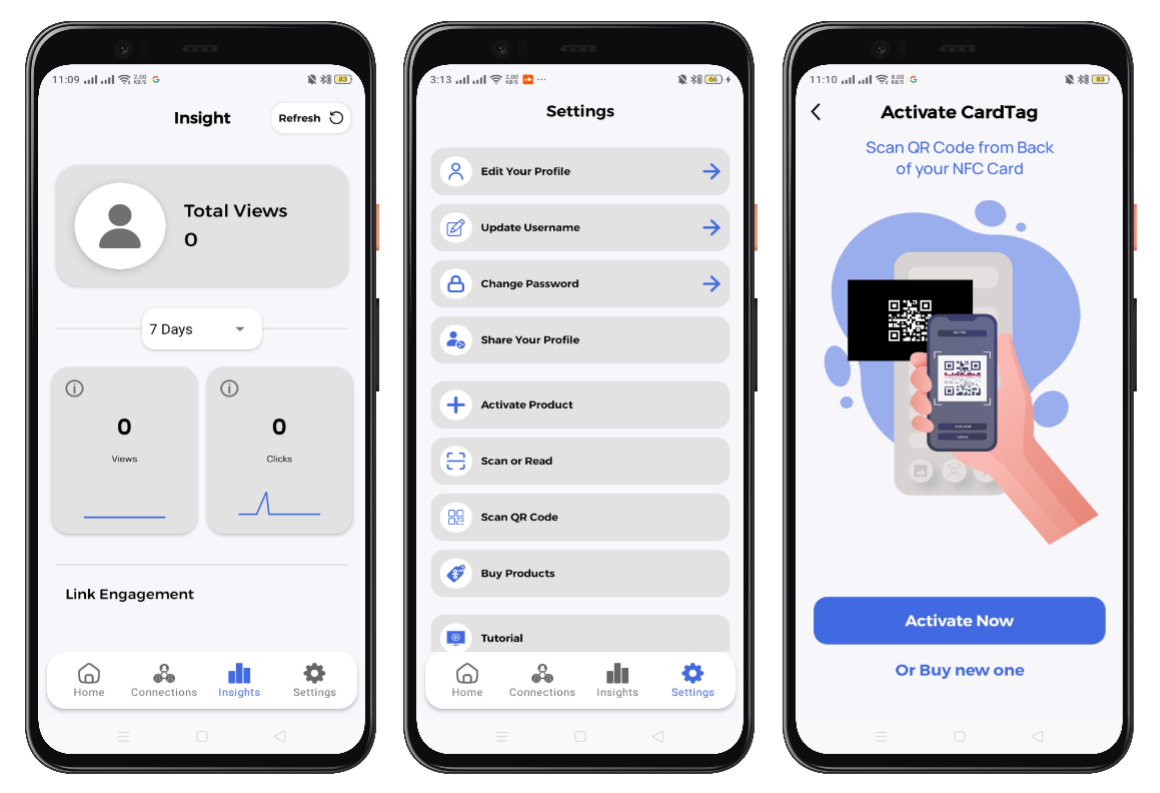 11:09
2.00
KB/S
G
83
Insight
Refresh
Total Views
0
7 Days
0
Views
0
Clicks
Link Engagement
Home
Connections
Insights
Settings
3:13
2.00
KB/S
...
66
Settings
Edit Your Profile
Update Username
Change Password
Share Your Profile
Activate Product
Scan or Read
Scan QR Code
Buy Products
Tutorial
Home
Connections
Insights
Settings
11:10
KB/S
G
83
Activate CardTag
Scan QR Code from Back
of your NFC Card
Activate Now
Or Buy new one